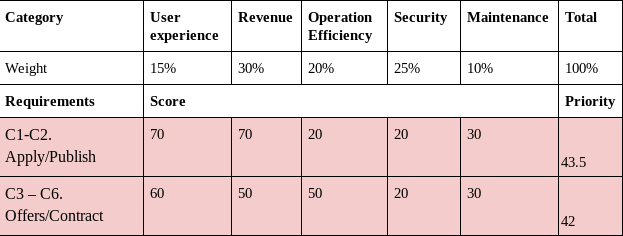 Category User experience Revenue Operation Efficiency Security Maintenance Total
Weight 15% 30% 20% 25% 10% 100%
Requirements Score Priority
C1-C2. Apply/Publish 70 70 20 20 30 43.5
C3 – C6. Offers/Contract 60 50 50 20 30 42